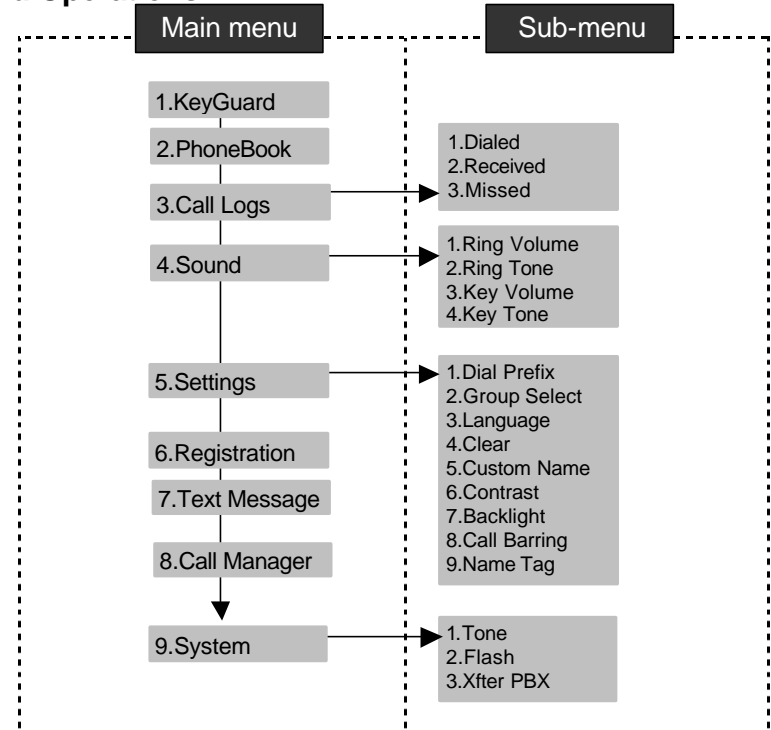 Main menu
Sub-menu
1.KeyGuard
2.PhoneBook
3.Call Logs
4.Sound
5.Settings
6.Registration
7.Text Message
8.Call Manager
9.System
1.Dialed
2.Received
3.Missed
1.Ring Volume
2.Ring Tone
3.Key Volume
4.Key Tone
1.Dial Prefix
2.Group Select
3.Language
4.Clear
5.Custom Name
6.Contrast
7.Backlight
8.Call Barring
9.Name Tag
1.Tone
2.Flash
3.Xfter PBX